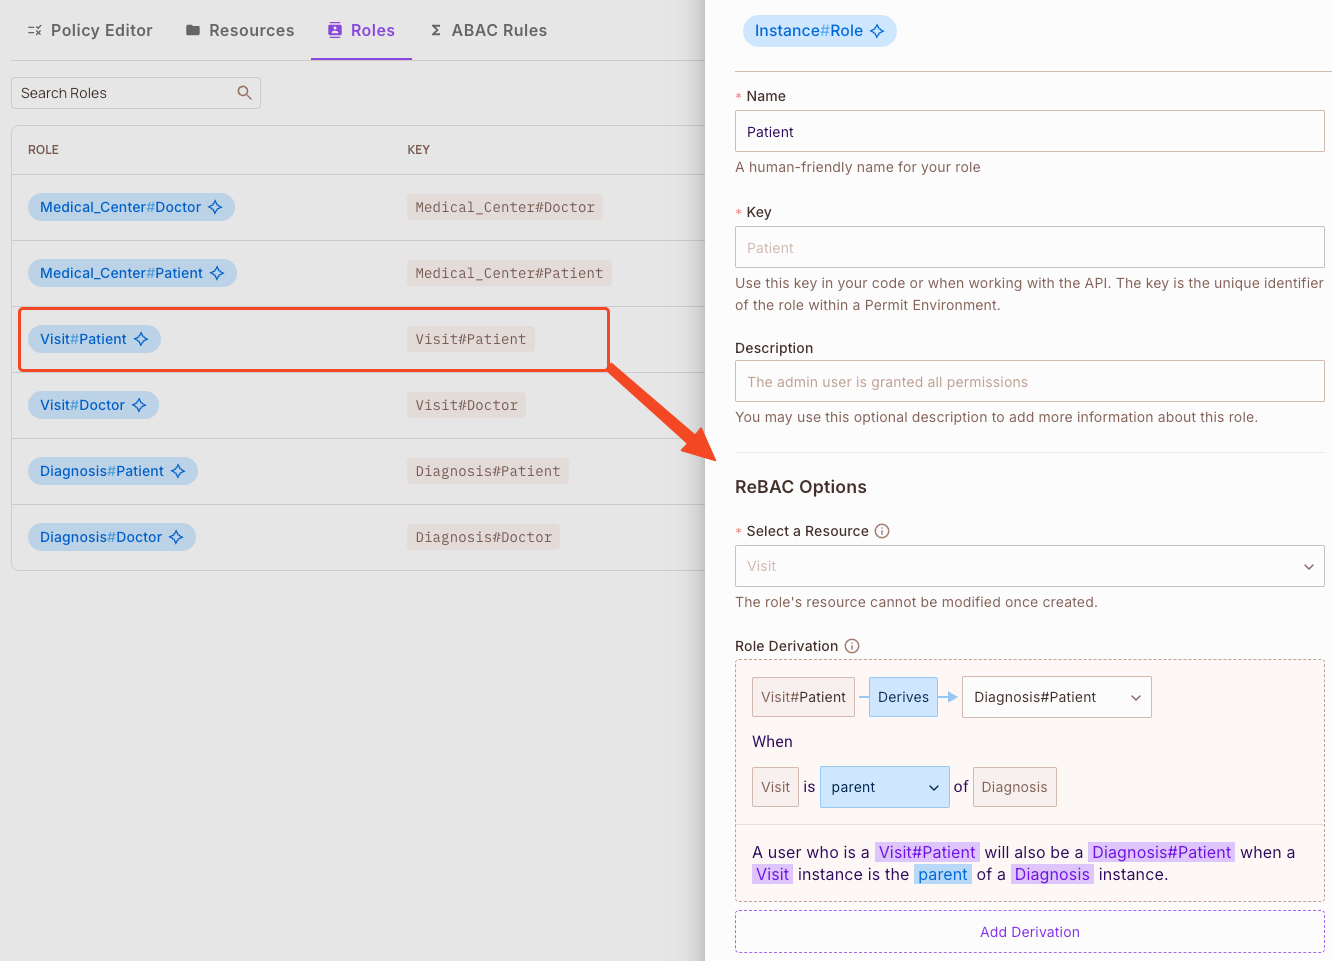 Policy Editor
Resources
Roles
ABAC Rules
Search Roles
ROLE
KEY
Medical_Center#Doctor
Medical_Center#Doctor
Medical_Center#Patient
Medical_Center#Patient
Visit#Patient
Visit#Patient
Visit#Doctor
Visit#Doctor
Diagnosis#Patient
Diagnosis#Patient
Diagnosis#Doctor
Diagnosis#Doctor
Instance#Role
* Name
Patient
A human-friendly name for your role
* Key
Patient
Use this key in your code or when working with the API. The key is the unique identifier
of the role within a Permit Environment.
Description
The admin user is granted all permissions
You may use this optional description to add more information about this role.
ReBAC Options
* Select a Resource
Visit
The role's resource cannot be modified once created.
Role Derivation
Visit#Patient Derives Diagnosis#Patient
When
Visit is parent of Diagnosis
A user who is a Visit#Patient will also be a Diagnosis#Patient when a
Visit instance is the parent of a Diagnosis instance.
Add Derivation